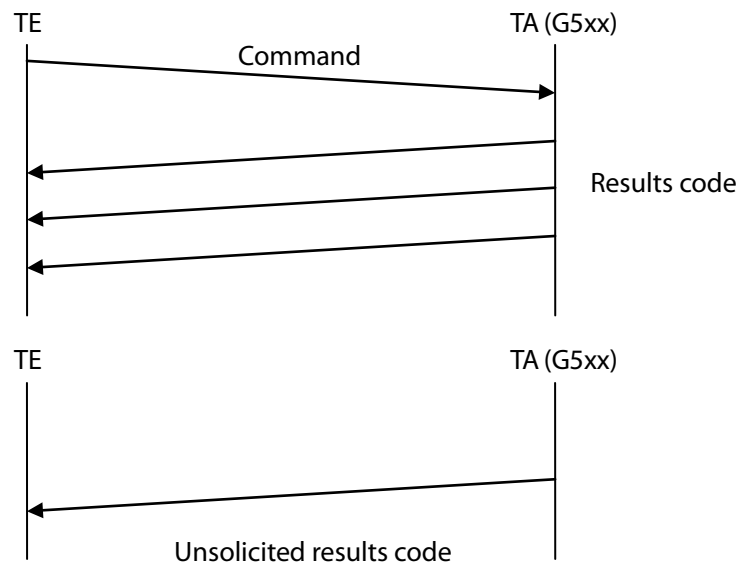 TE
TA (G5xx)
Command
Results code
TE
TA (G5xx)
Unsolicited results code